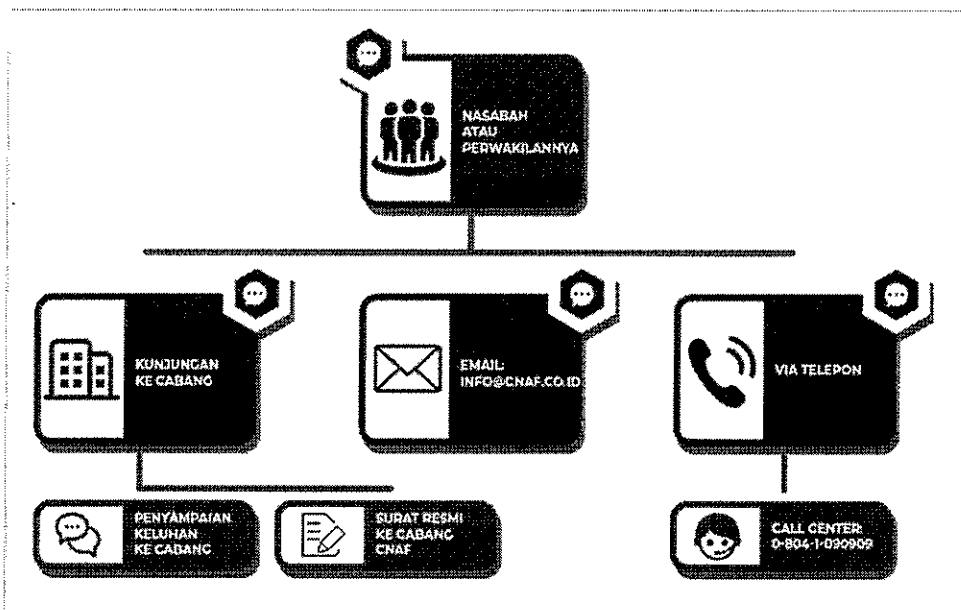 NASABAH
ATAU
PERWAKILANNYA
KUNJUNGAN
KE CABANG
EMAIL:
INFO@CNAF.CO.ID
VIA TELEPON
PENYAMPAIAN
KELUHAN
KE CABANG
SURAT RESMI
KE CABANG
CNAF
CALL CENTER:
0-804-1-090909